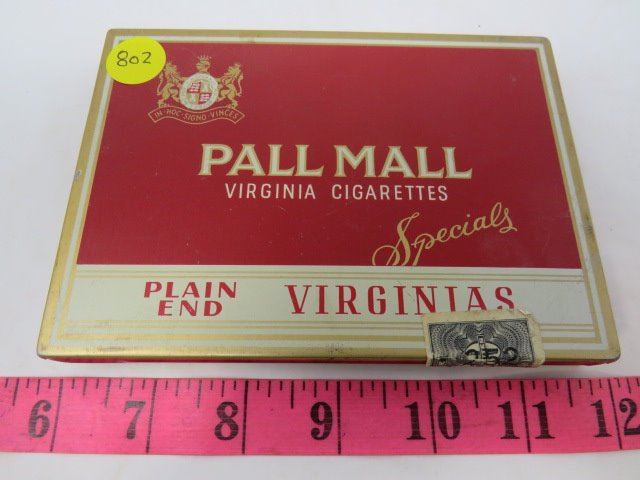 802
IN·HOC·SIGNO VINCES
PALL MALL
VIRGINIA CIGARETTES
Specials
PLAIN END VIRGINIAS
6 7 8 9 10 11 12